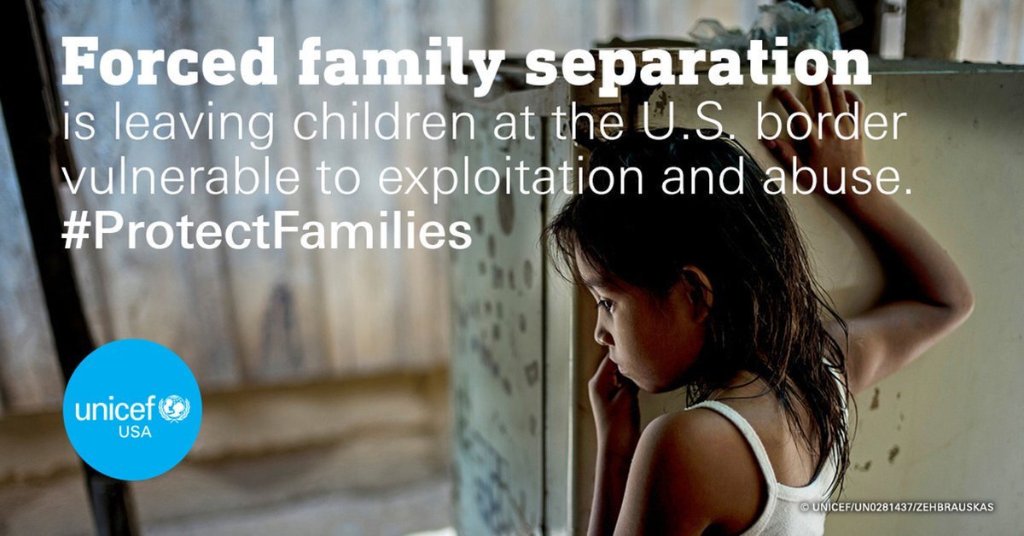 Forced family separation
is leaving children at the U.S. border
vulnerable to exploitation and abuse.
#ProtectFamilies
unicef
USA
© UNICEF/UN0281437/ZEHBRAUSKAS